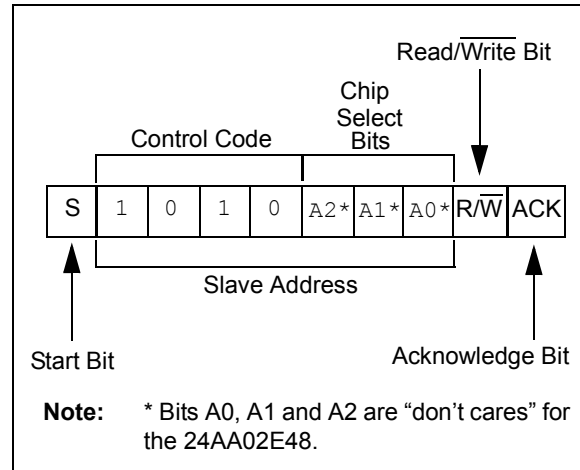 Read/Write Bit
Chip
Select
Bits
Control Code
S 1 0 1 0 A2* A1* A0* R/W ACK
Slave Address
Start Bit
Acknowledge Bit
Note: * Bits A0, A1 and A2 are “don’t cares” for
the 24AA02E48.